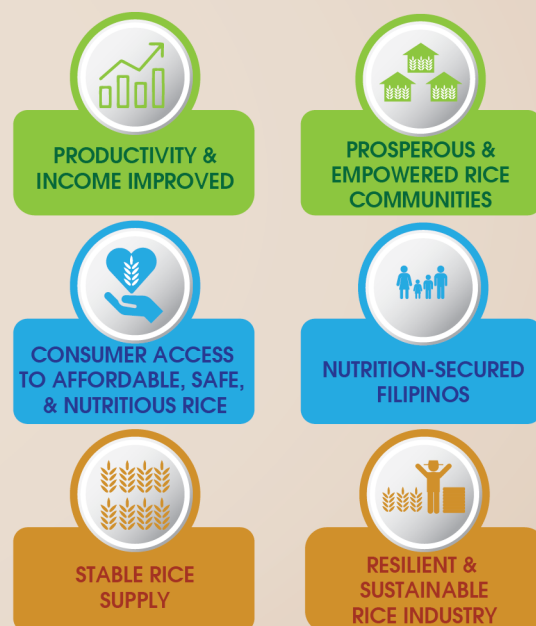 PRODUCTIVITY &
INCOME IMPROVED
PROSPEROUS &
EMPOWERED RICE
COMMUNITIES
CONSUMER ACCESS
TO AFFORDABLE, SAFE,
& NUTRITIOUS RICE
NUTRITION-SECURED
FILIPINOS
STABLE RICE
SUPPLY
RESILIENT &
SUSTAINABLE
RICE INDUSTRY